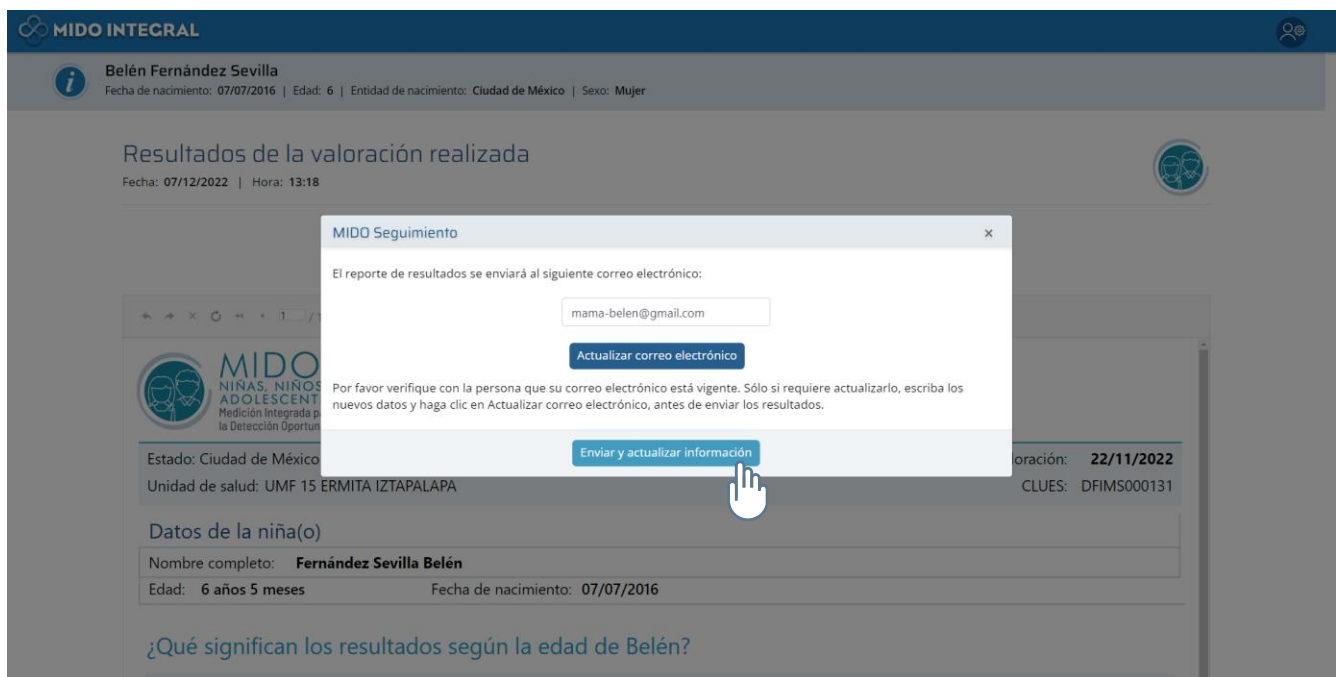 MIDO INTEGRAL
Belén Fernández Sevilla
Fecha de nacimiento: 07/07/2016 | Edad: 6 | Entidad de nacimiento: Ciudad de México | Sexo: Mujer
Resultados de la valoración realizada
Fecha: 07/12/2022 | Hora: 13:18
MIDO Seguimiento ×
El reporte de resultados se enviará al siguiente correo electrónico:
mama-belen@gmail.com
Actualizar correo electrónico
Por favor verifique con la persona que su correo electrónico está vigente. Sólo si requiere actualizarlo, escriba los
nuevos datos y haga clic en Actualizar correo electrónico, antes de enviar los resultados.
Enviar y actualizar información
1 /
MIDO
NIÑAS, NIÑOS
ADOLESCENT
Medición Integrada p
la Detección Oportun
Estado: Ciudad de México loración: 22/11/2022
Unidad de salud: UMF 15 ERMITA IZTAPALAPA CLUES: DFIMS000131
Datos de la niña(o)
Nombre completo: Fernández Sevilla Belén
Edad: 6 años 5 meses Fecha de nacimiento: 07/07/2016
¿Qué significan los resultados según la edad de Belén?